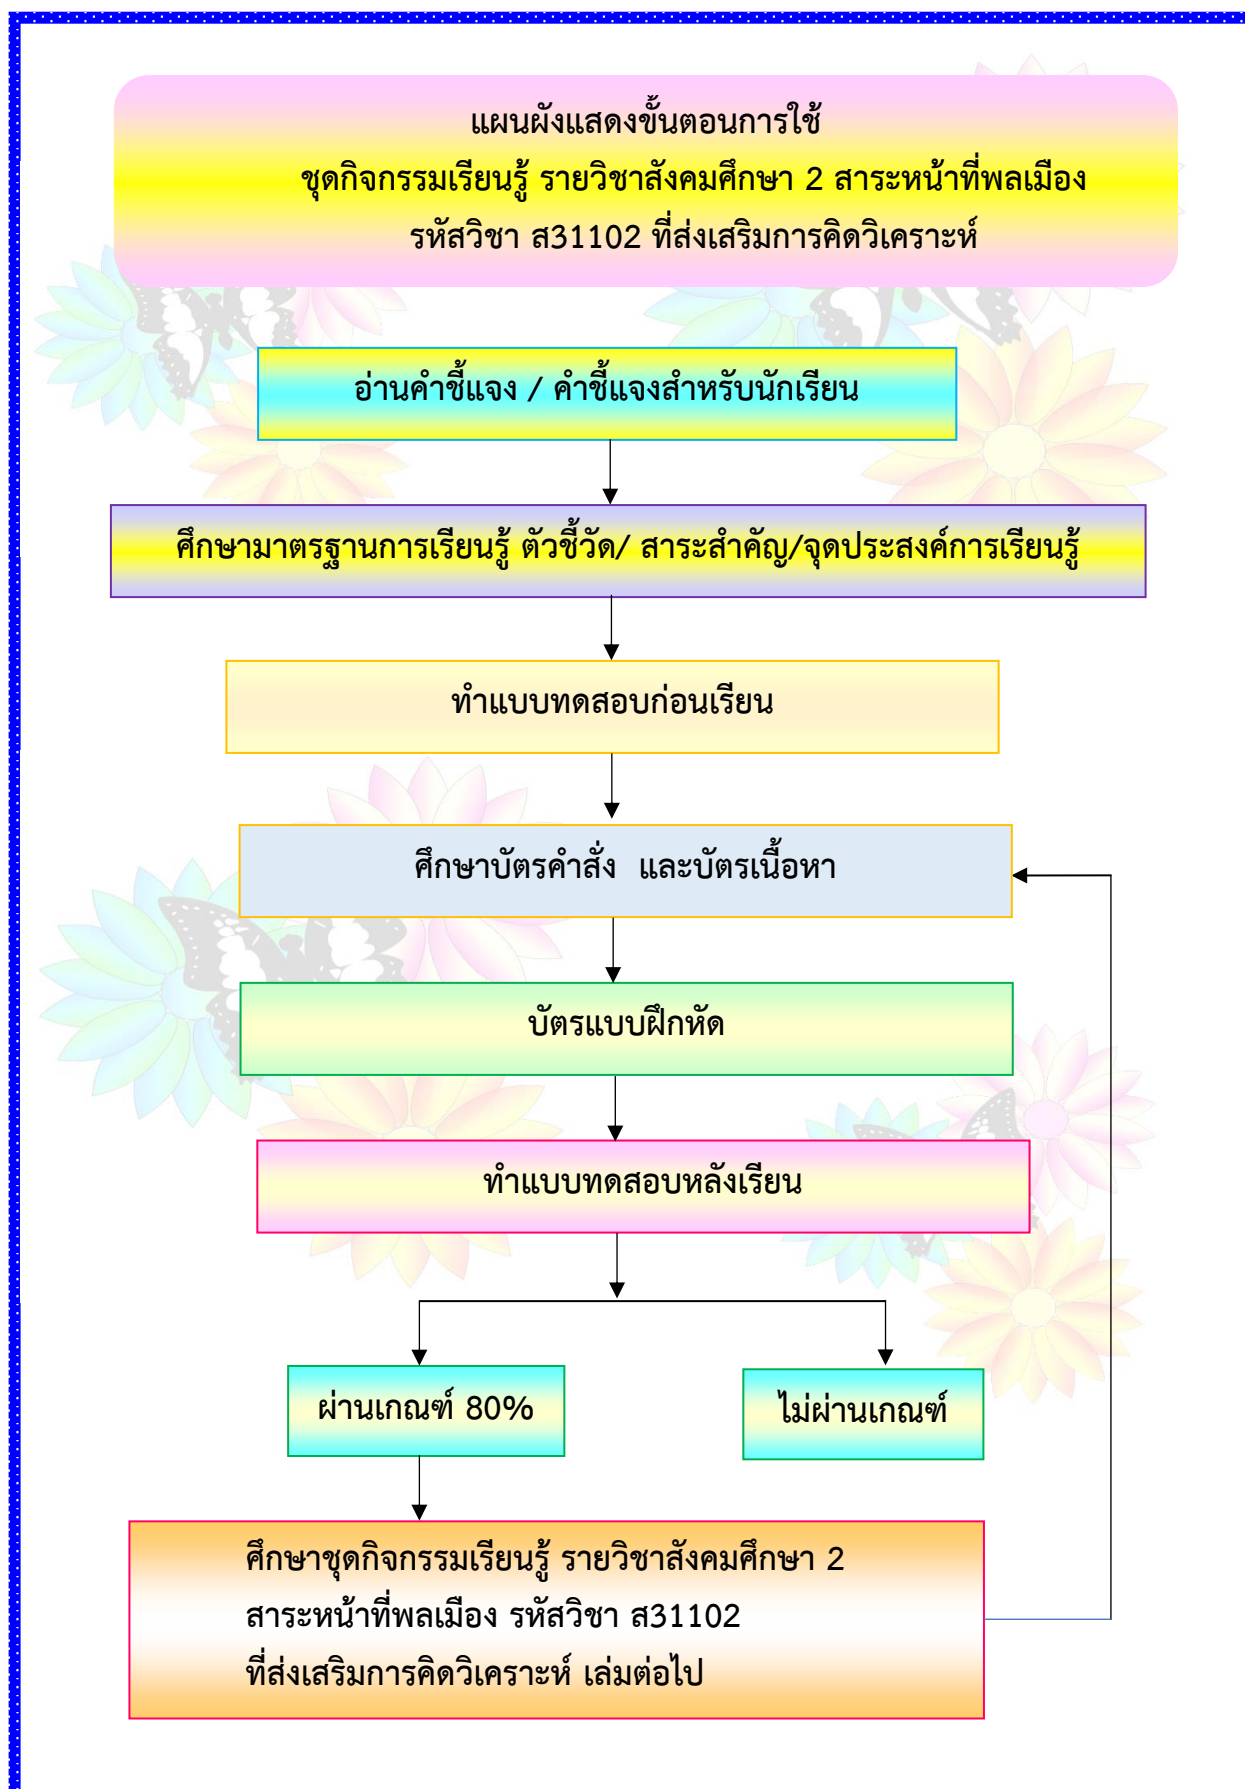 แผนผังแสดงขั้นตอนการใช้
ชุดกิจกรรมเรียนรู้ รายวิชาสังคมศึกษา 2 สาระหน้าที่พลเมือง
รหัสวิชา ส31102 ที่ส่งเสริมการคิดวิเคราะห์
อ่านคำชี้แจง / คำชี้แจงสำหรับนักเรียน
ศึกษามาตรฐานการเรียนรู้ ตัวชี้วัด/ สาระสำคัญ/จุดประสงค์การเรียนรู้
ทำแบบทดสอบก่อนเรียน
ศึกษาบัตรคำสั่ง และบัตรเนื้อหา
บัตรแบบฝึกหัด
ทำแบบทดสอบหลังเรียน
ผ่านเกณฑ์ 80%
ไม่ผ่านเกณฑ์
ศึกษาชุดกิจกรรมเรียนรู้ รายวิชาสังคมศึกษา 2
สาระหน้าที่พลเมือง รหัสวิชา ส31102
ที่ส่งเสริมการคิดวิเคราะห์ เล่มต่อไป